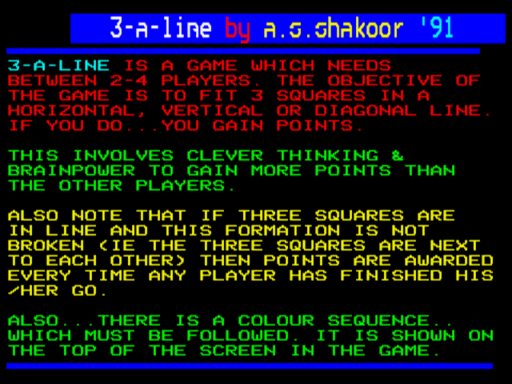 3-a-line by a.s.shakoor '91
3-A-LINE IS A GAME WHICH NEEDS
BETWEEN 2-4 PLAYERS. THE OBJECTIVE OF
THE GAME IS TO FIT 3 SQUARES IN A
HORIZONTAL, VERTICAL OR DIAGONAL LINE.
IF YOU DO...YOU GAIN POINTS.
THIS INVOLVES CLEVER THINKING &
BRAINPOWER TO GAIN MORE POINTS THAN
THE OTHER PLAYERS.
ALSO NOTE THAT IF THREE SQUARES ARE
IN LINE AND THIS FORMATION IS NOT
BROKEN (IE THE THREE SQUARES ARE NEXT
TO EACH OTHER) THEN POINTS ARE AWARDED
EVERY TIME ANY PLAYER HAS FINISHED HIS
/HER GO.
ALSO...THERE IS A COLOUR SEQUENCE..
WHICH MUST BE FOLLOWED. IT IS SHOWN ON
THE TOP OF THE SCREEN IN THE GAME.